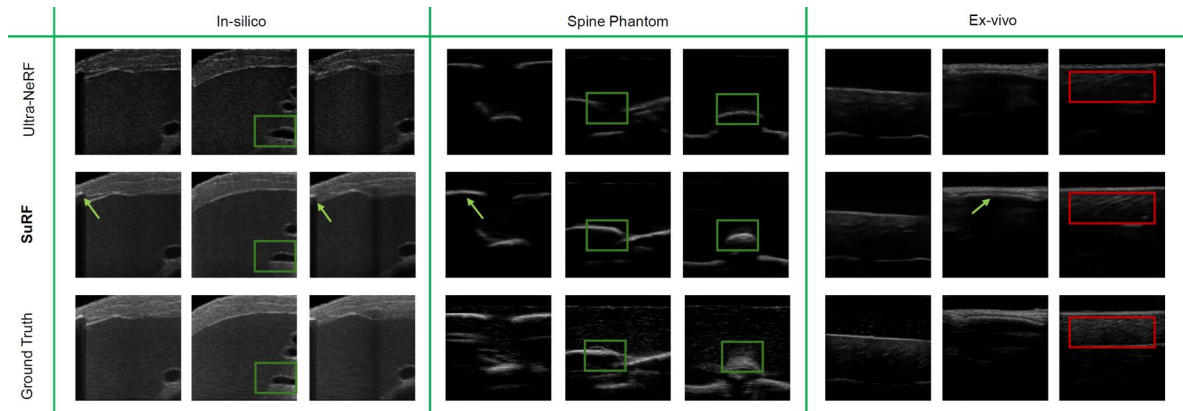 In-silico
Spine Phantom
Ex-vivo
Ultra-NeRF
SuRF
Ground Truth